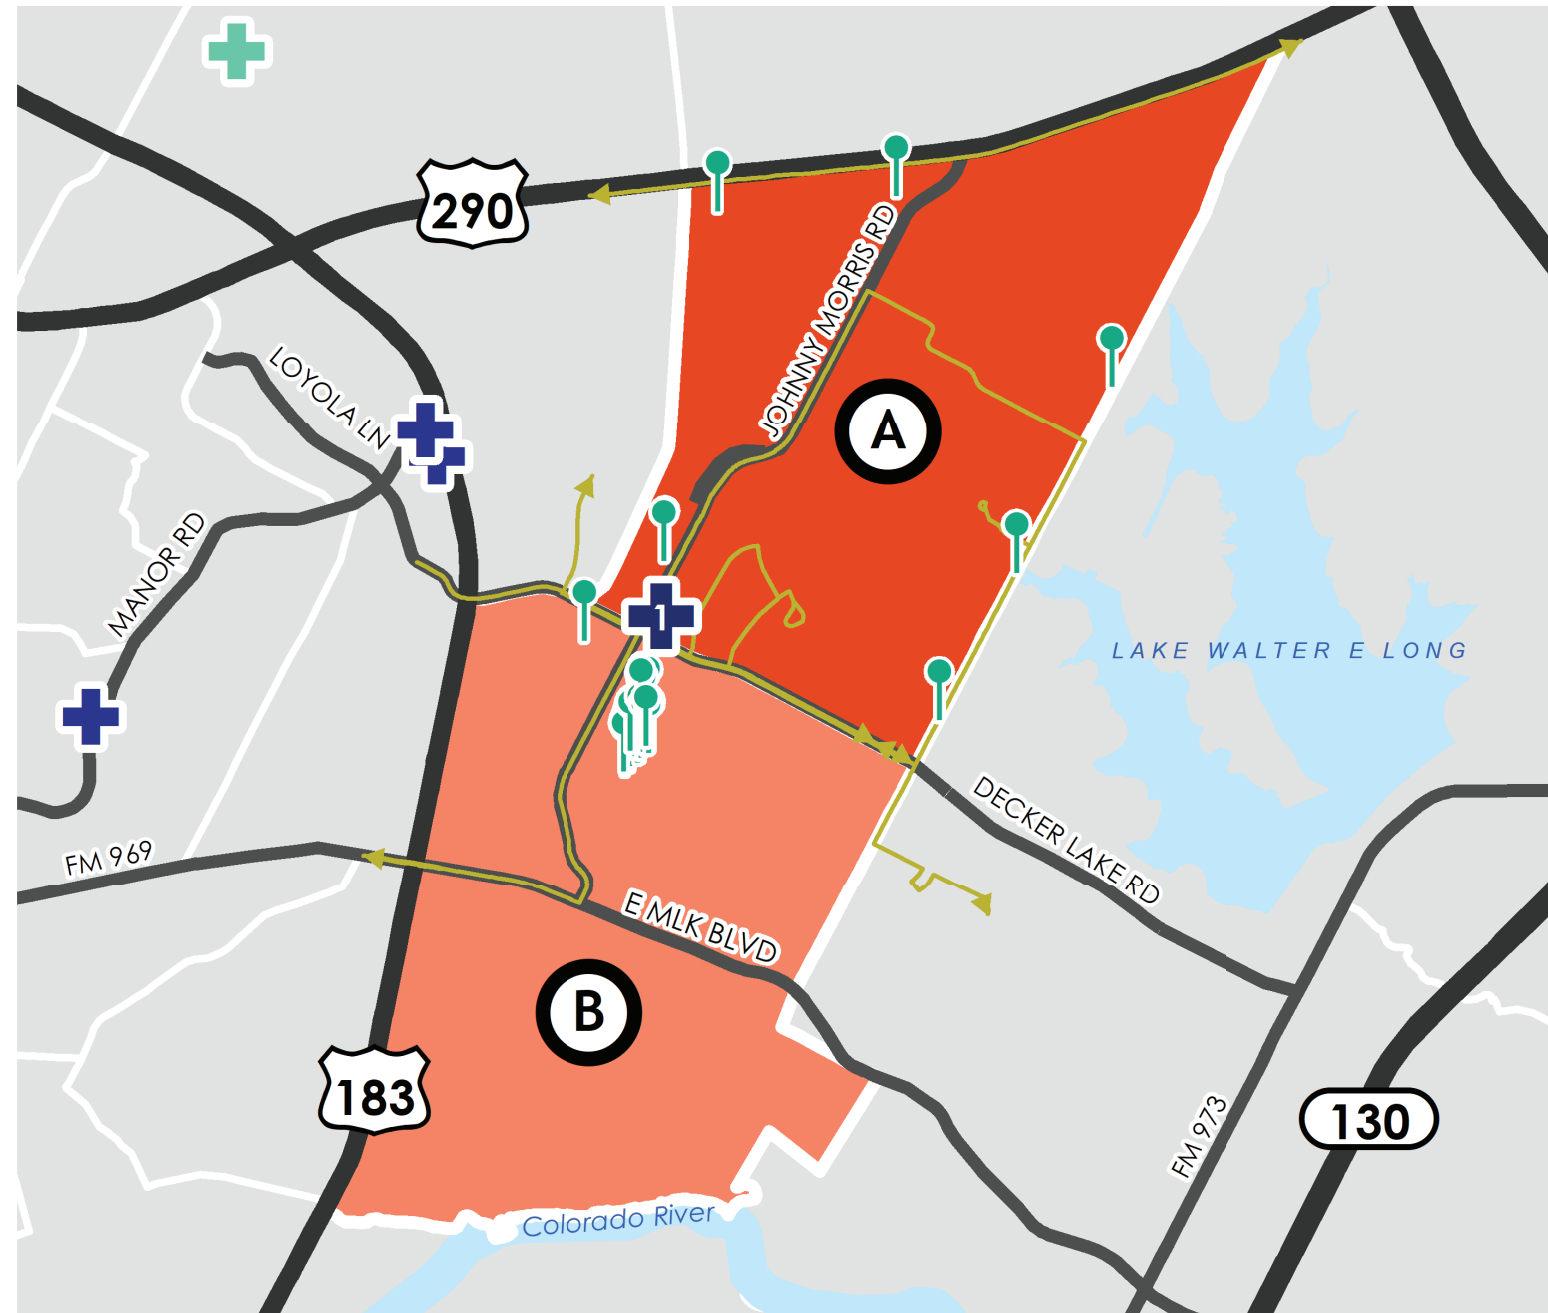 290
JOHNNY MORRIS RD
LOYOLA LN
A
MANOR RD
1
LAKE WALTER E LONG
DECKER LAKE RD
FM 969
E MLK BLVD
B
183
FM 973
130
Colorado River